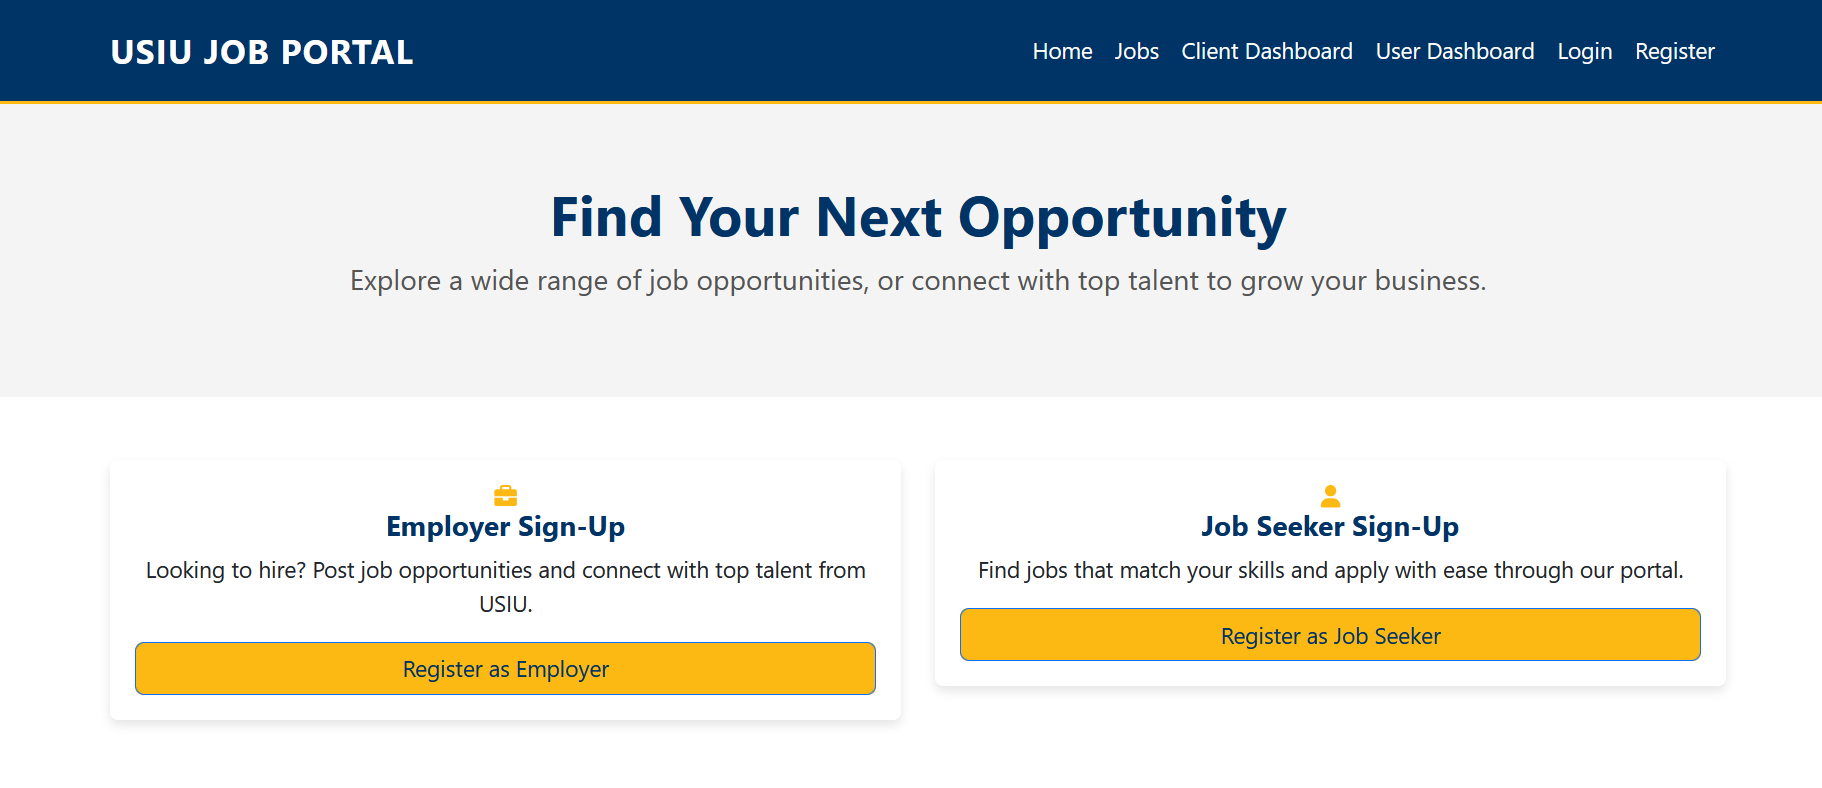 USIU JOB PORTAL
Home Jobs Client Dashboard User Dashboard Login Register
Find Your Next Opportunity
Explore a wide range of job opportunities, or connect with top talent to grow your business.
Employer Sign-Up
Looking to hire? Post job opportunities and connect with top talent from
USIU.
Register as Employer
Job Seeker Sign-Up
Find jobs that match your skills and apply with ease through our portal.
Register as Job Seeker